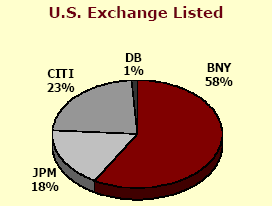 U.S. Exchange Listed
DB
1%
BNY
58%
CITI
23%
JPM
18%